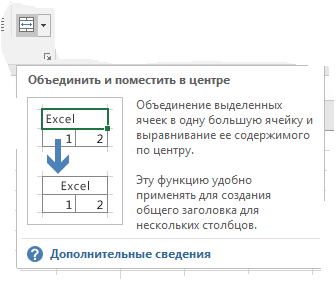 Объединить и поместить в центре
Excel
1 2
Excel
1 2
Объединение выделенных
ячеек в одну большую ячейку и
выравнивание ее содержимого
по центру.
Эту функцию удобно
применять для создания
общего заголовка для
нескольких столбцов.
? Дополнительные сведения